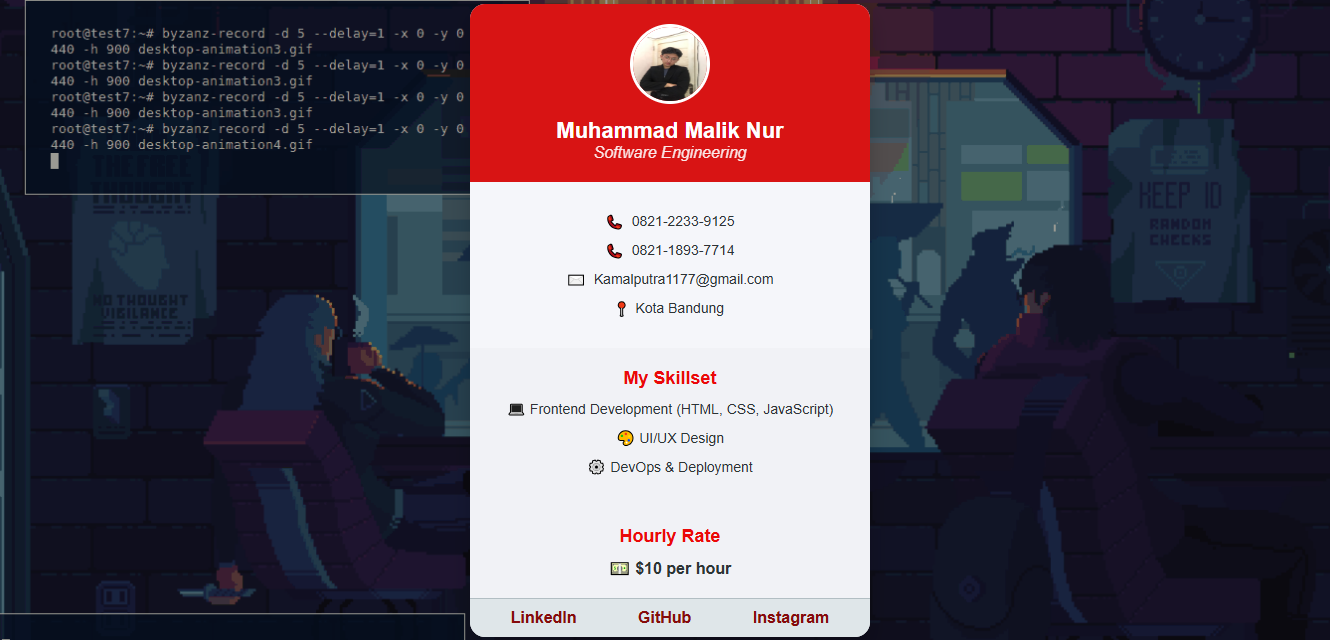 root@test7:~# byzanz-record -d 5 --delay=1 -x 0 -y 0
440 -h 900 desktop-animation3.gif
root@test7:~# byzanz-record -d 5 --delay=1 -x 0 -y 0
440 -h 900 desktop-animation3.gif
root@test7:~# byzanz-record -d 5 --delay=1 -x 0 -y 0
440 -h 900 desktop-animation3.gif
root@test7:~# byzanz-record -d 5 --delay=1 -x 0 -y 0
440 -h 900 desktop-animation4.gif
THE FREE
THOUGHT
NO THOUGHT
VIGILANCE
Muhammad Malik Nur
Software Engineering
0821-2233-9125
0821-1893-7714
Kamalputra1177@gmail.com
Kota Bandung
My Skillset
Frontend Development (HTML, CSS, JavaScript)
UI/UX Design
DevOps & Deployment
Hourly Rate
$10 per hour
LinkedIn GitHub Instagram
KEEP ID
RANDOM
CHECKS